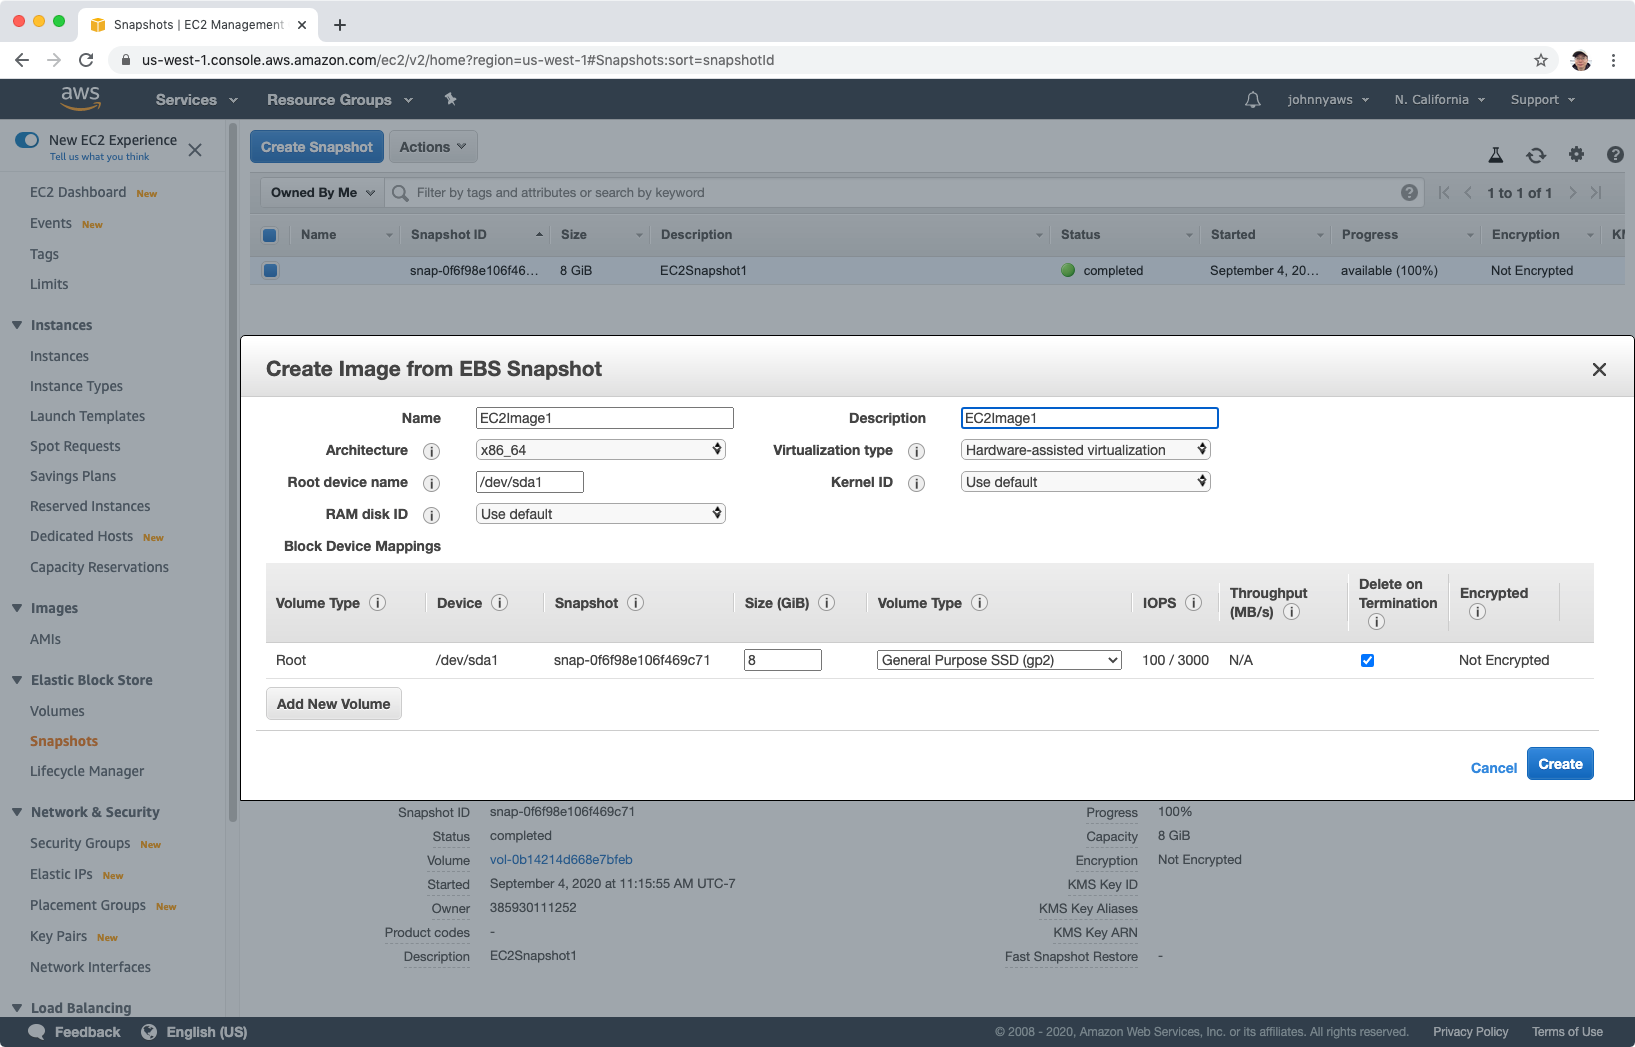 Snapshots | EC2 Management
us-west-1.console.aws.amazon.com/ec2/v2/home?region=us-west-1#Snapshots:sort=snapshotId
aws Services Resource Groups johnnyaws N. California Support
New EC2 Experience
Tell us what you think
EC2 Dashboard New
Events New
Tags
Limits
Instances
Instances
Instance Types
Launch Templates
Spot Requests
Savings Plans
Reserved Instances
Dedicated Hosts New
Capacity Reservations
Images
AMIs
Elastic Block Store
Volumes
Snapshots
Lifecycle Manager
Network & Security
Security Groups New
Elastic IPs New
Placement Groups New
Key Pairs New
Network Interfaces
Load Balancing
Create Snapshot Actions
Owned By Me Filter by tags and attributes or search by keyword 1 to 1 of 1
Name Snapshot ID Size Description Status Started Progress Encryption
snap-0f6f98e106f46... 8 GiB EC2Snapshot1 completed September 4, 20... available (100%) Not Encrypted
Create Image from EBS Snapshot
Name EC2Image1 Description EC2Image1
Architecture x86_64 Virtualization type Hardware-assisted virtualization
Root device name /dev/sda1 Kernel ID Use default
RAM disk ID Use default
Block Device Mappings
Volume Type Device Snapshot Size (GiB) Volume Type IOPS Throughput (MB/s) Delete on Termination Encrypted
Root /dev/sda1 snap-0f6f98e106f469c71 8 General Purpose SSD (gp2) 100 / 3000 N/A Not Encrypted
Add New Volume
Cancel Create
Snapshot ID snap-0f6f98e106f469c71 Progress 100%
Status completed Capacity 8 GiB
Volume vol-0b14214d668e7bfeb Encryption Not Encrypted
Started September 4, 2020 at 11:15:55 AM UTC-7 KMS Key ID
Owner 385930111252 KMS Key Aliases
Product codes - KMS Key ARN
Description EC2Snapshot1 Fast Snapshot Restore -
Feedback English (US) © 2008 - 2020, Amazon Web Services, Inc. or its affiliates. All rights reserved. Privacy Policy Terms of Use